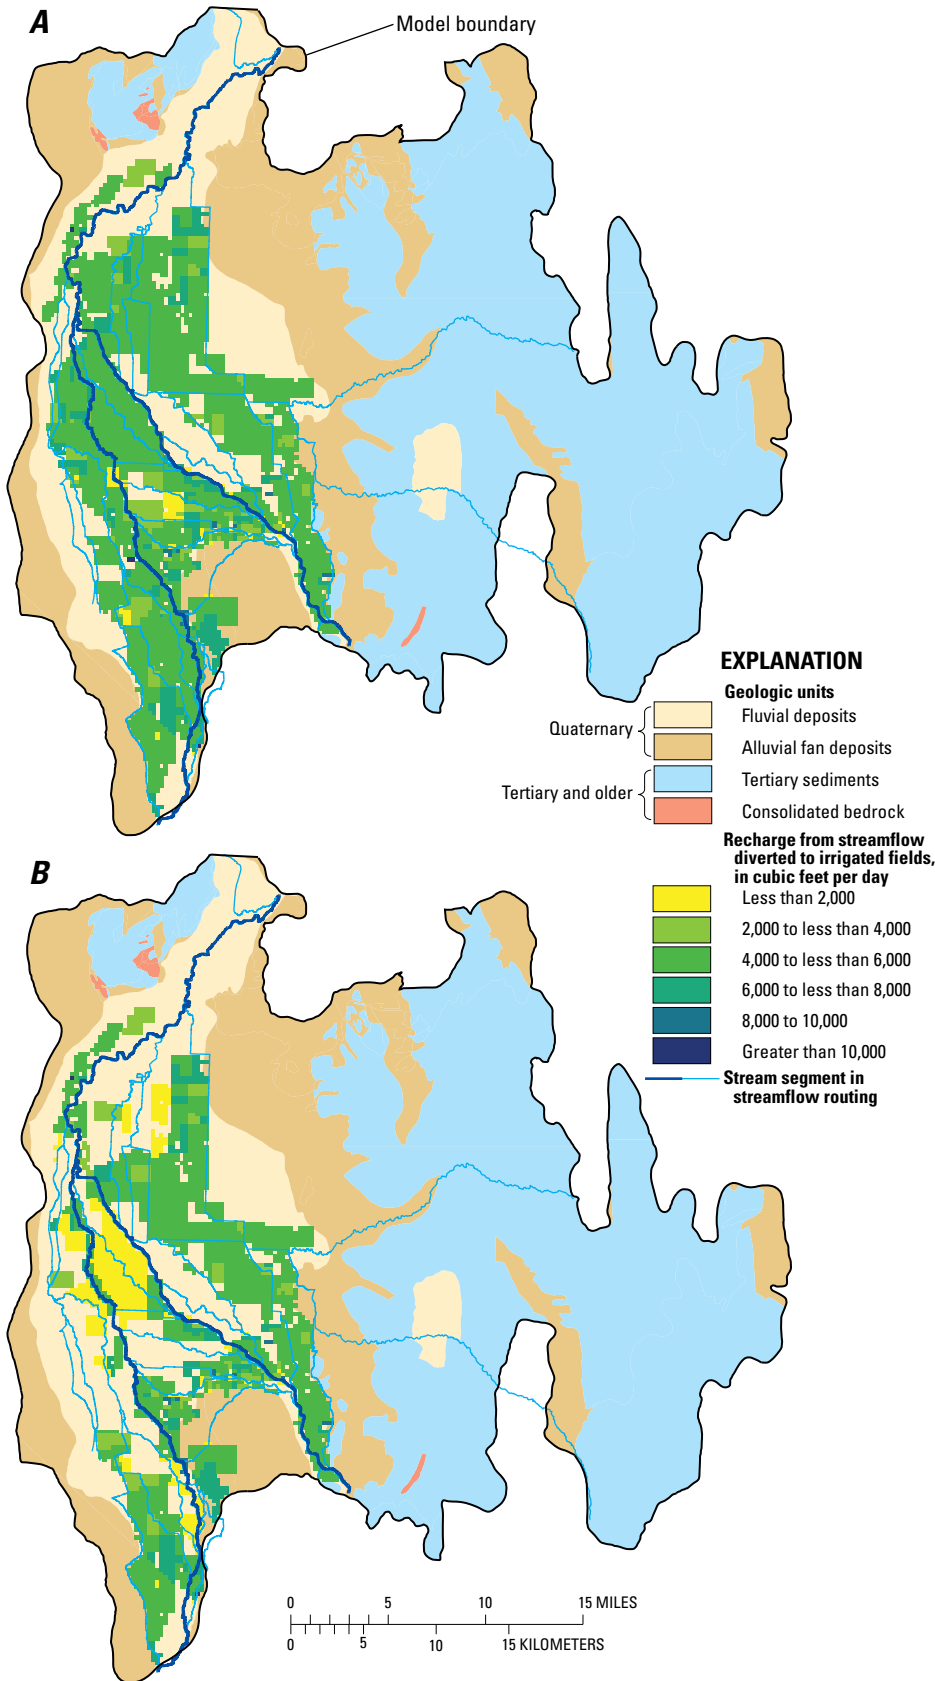 A
Model boundary
EXPLANATION
Geologic units
Quaternary
Fluvial deposits
Alluvial fan deposits
Tertiary and older
Tertiary sediments
Consolidated bedrock
Recharge from streamflow
diverted to irrigated fields,
in cubic feet per day
Less than 2,000
2,000 to less than 4,000
4,000 to less than 6,000
6,000 to less than 8,000
8,000 to 10,000
Greater than 10,000
Stream segment in
streamflow routing
B
0 5 10 15 MILES
0 5 10 15 KILOMETERS